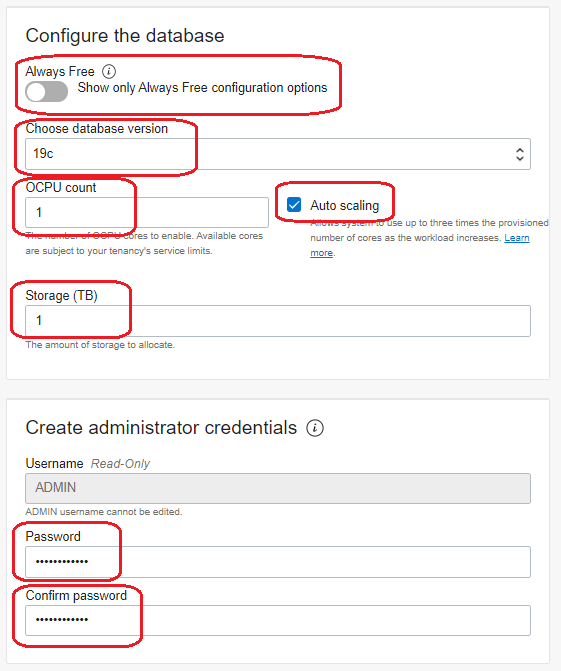 Configure the database
Always Free
Show only Always Free configuration options
Choose database version
19c
OCPU count
1
Auto scaling
The number of OCPU cores to enable. Available cores
are subject to your tenancy's service limits.
Allows system to use up to three times the provisioned
number of cores as the workload increases. Learn
more.
Storage (TB)
1
The amount of storage to allocate.
Create administrator credentials
Username Read-Only
ADMIN
ADMIN username cannot be edited.
Password
••••••••••••
Confirm password
••••••••••••